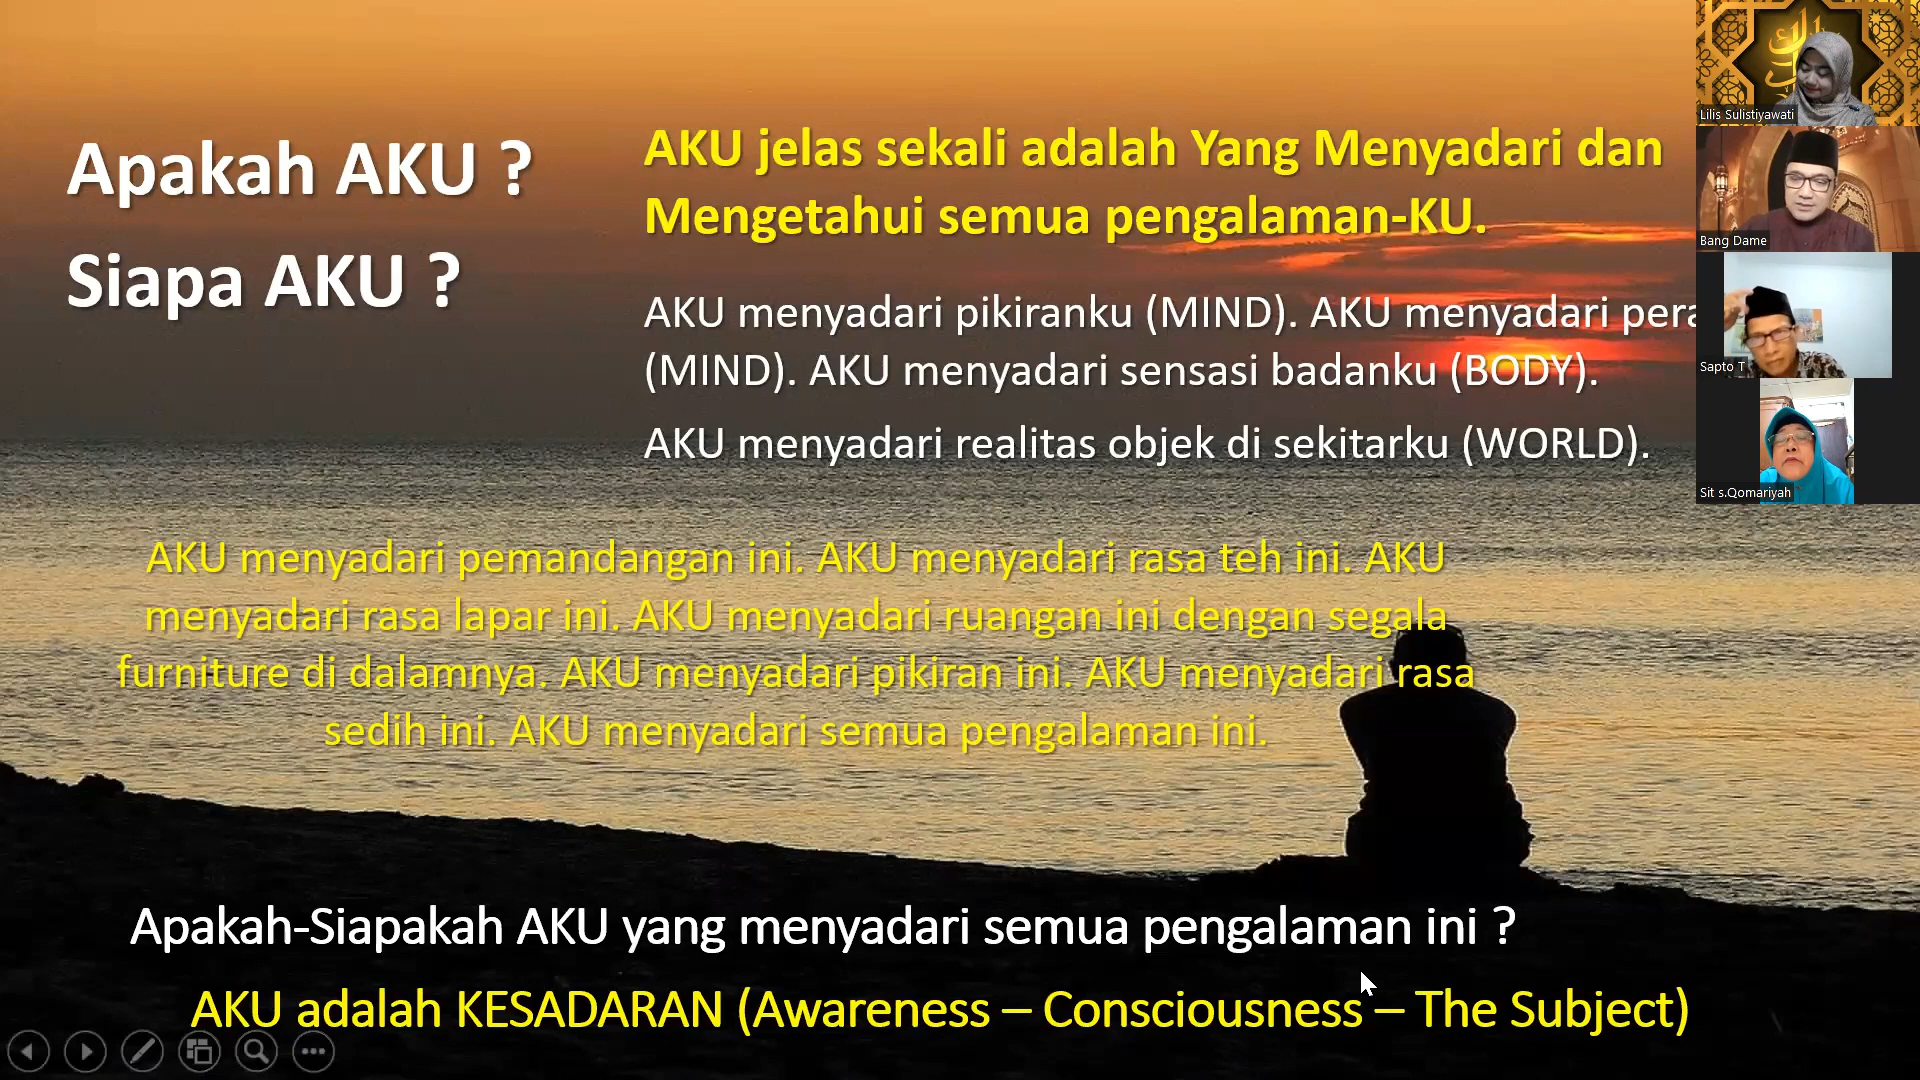 Apakah AKU ?
Siapa AKU ?
AKU jelas sekali adalah Yang Menyadari dan
Mengetahui semua pengalaman-KU.
AKU menyadari pikiranku (MIND). AKU menyadari
(MIND). AKU menyadari sensasi badanku (BODY).
AKU menyadari realitas objek di sekitarku (WORLD).
AKU menyadari pemandangan ini. AKU menyadari rasa teh ini. AKU
menyadari rasa lapar ini. AKU menyadari ruangan ini dengan segala
furniture di dalamnya. AKU menyadari pikiran ini. AKU menyadari rasa
sedih ini. AKU menyadari semua pengalaman ini.
Apakah-Siapakah AKU yang menyadari semua pengalaman ini ?
AKU adalah KESADARAN (Awareness – Consciousness – The Subject)
Lilis Sulistiyawati
Bang Dame
Sapto T
Sit s.Qomariyah